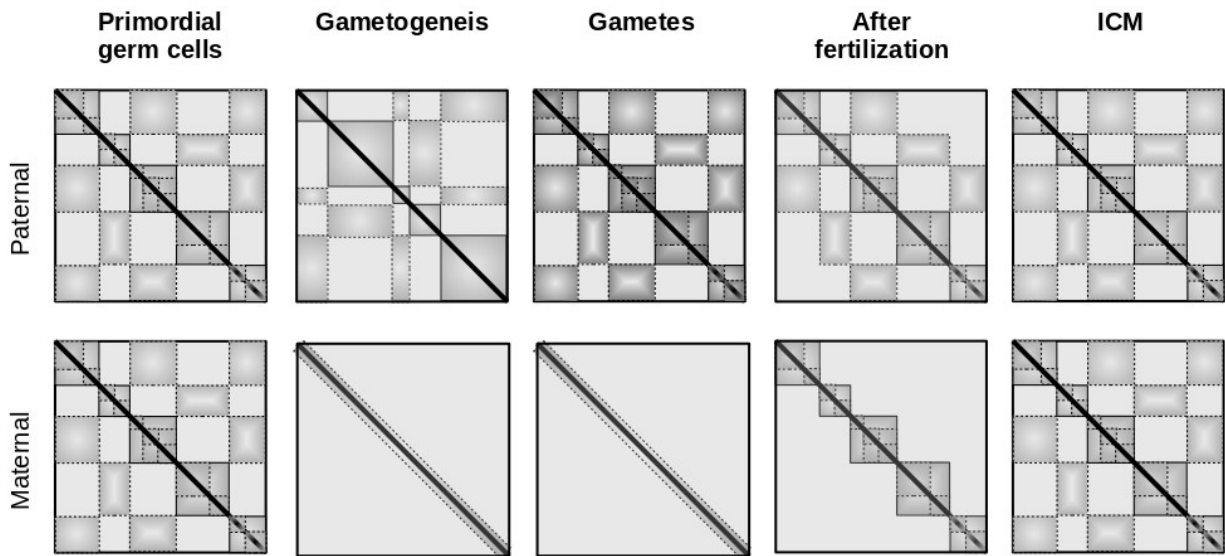 Primordial
germ cells
Gametogeneis
Gametes
After
fertilization
ICM
Paternal
Maternal